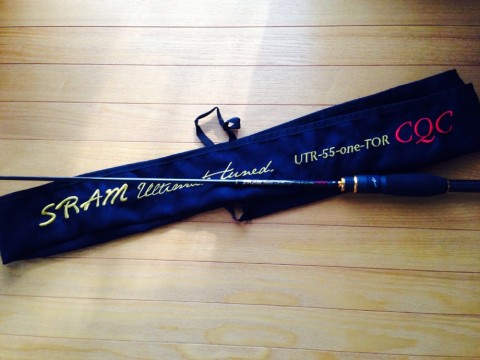 SRAM Ultimate tuned.
UTR-55-one-TOR CQC